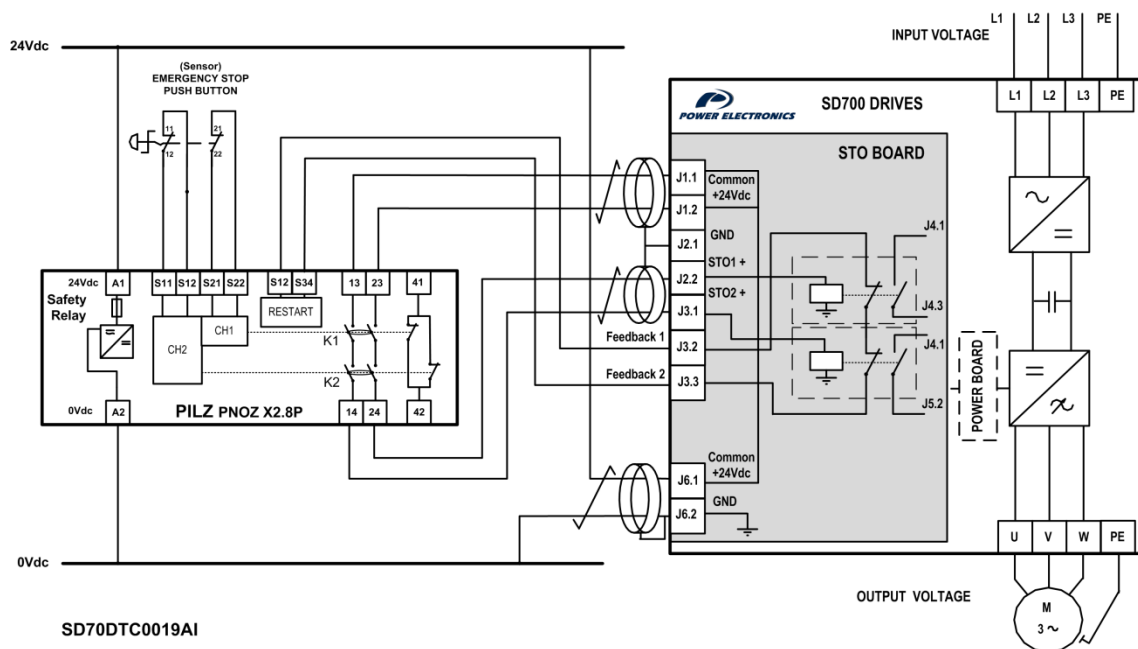 L1 L2 L3 PE
INPUT VOLTAGE
24Vdc
(Sensor)
EMERGENCY STOP
PUSH BUTTON
11
12
21
22
POWER ELECTRONICS
SD700 DRIVES
L1 L2 L3 PE
STO BOARD
J1.1
Common
+24Vdc
J1.2
J2.1
GND
J4.1
J2.2
STO1 +
STO2 +
J3.1
J4.3
Feedback 1
J3.2
J4.1
Feedback 2
J3.3
J5.2
POWER BOARD
24Vdc
A1
S11 S12 S21 S22
S12 S34
13 23
41
Safety
Relay
RESTART
CH1
CH2
K1
K2
0Vdc
A2
PILZ PNOZ X2.8P
14 24
42
Common
+24Vdc
J6.1
GND
J6.2
0Vdc
U V W PE
OUTPUT VOLTAGE
M
3 ~
SD70DTC0019AI